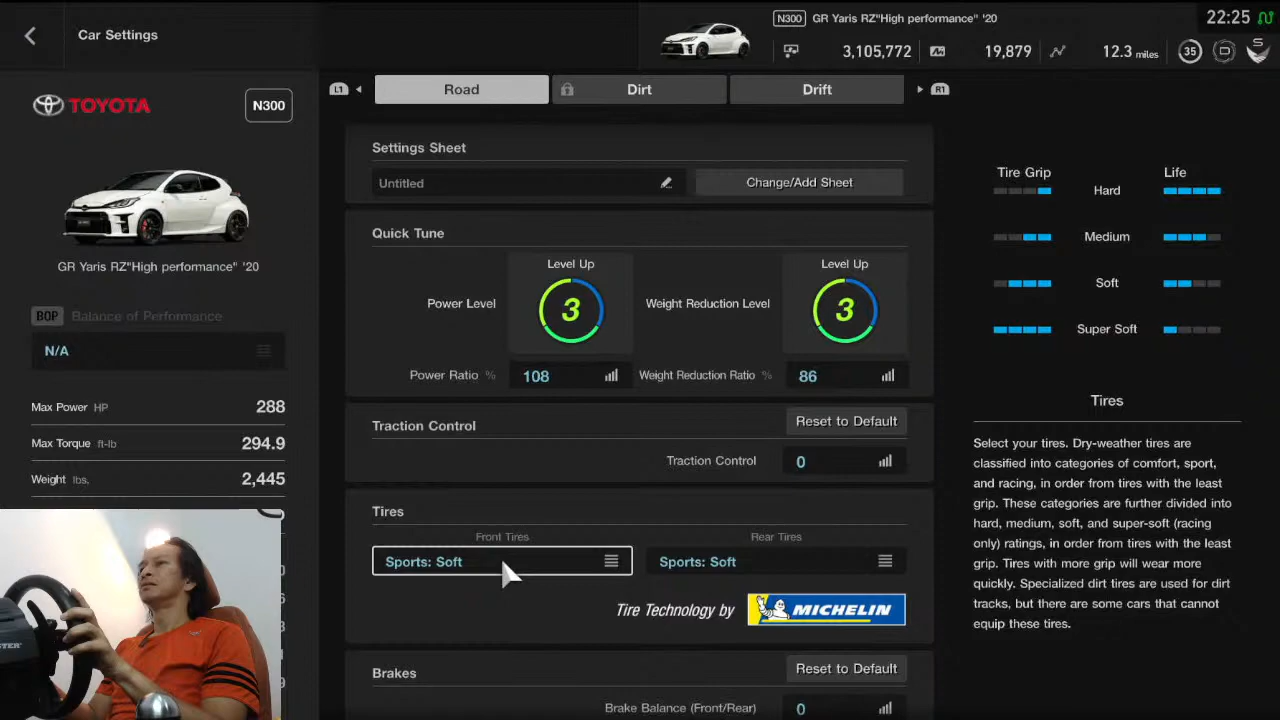 Car Settings
N300 GR Yaris RZ"High performance" '20
22:25
3,105,772 19,879 12.3 miles 35 D S
TOYOTA N300
GR Yaris RZ"High performance" '20
BOP Balance of Performance
N/A
Max Power HP 288
Max Torque ft-lb 294.9
Weight lbs. 2,445
L1 Road Dirt Drift R1
Settings Sheet
Untitled Change/Add Sheet
Quick Tune
Level Up Level Up
Power Level 3 Weight Reduction Level 3
Power Ratio % 108 Weight Reduction Ratio % 86
Traction Control Reset to Default
Traction Control 0
Tires
Front Tires Rear Tires
Sports: Soft Sports: Soft
Tire Technology by MICHELIN
Brakes Reset to Default
Brake Balance (Front/Rear) 0
Tire Grip Life
Hard
Medium
Soft
Super Soft
Tires
Select your tires. Dry-weather tires are
classified into categories of comfort, sport,
and racing, in order from tires with the least
grip. These categories are further divided into
hard, medium, soft, and super-soft (racing
only) ratings, in order from tires with the least
grip. Tires with more grip will wear more
quickly. Specialized dirt tires are used for dirt
tracks, but there are some cars that cannot
equip these tires.